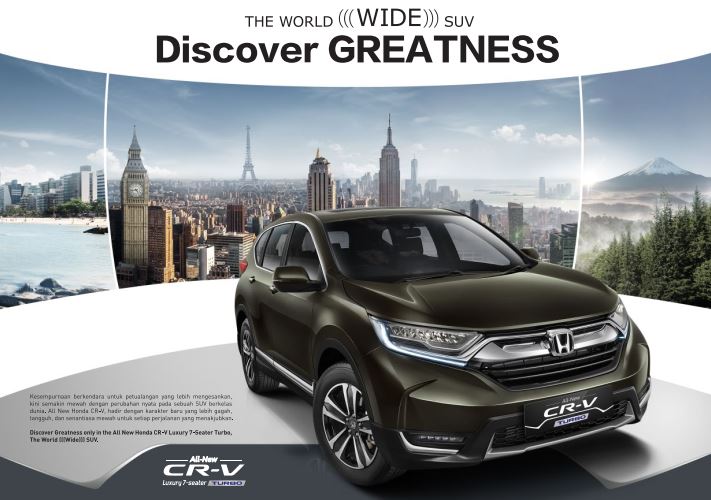 THE WORLD (((WIDE))) SUV
Discover GREATNESS
Kesempurnaan berkendara untuk petualangan yang lebih mengesankan,
kini semakin mewah dengan perubahan nyata pada sebuah SUV berkelas
dunia. All New Honda CR-V, hadir dengan karakter baru yang lebih gagah,
tangguh, dan senantiasa mewah untuk setiap perjalanan yang menakjubkan.
Discover Greatness only in the All New Honda CR-V Luxury 7-Seater Turbo,
The World (((Wide))) SUV.
All-New
CR-V
TURBO
All-New
CR-V
Luxury 7-seater TURBO